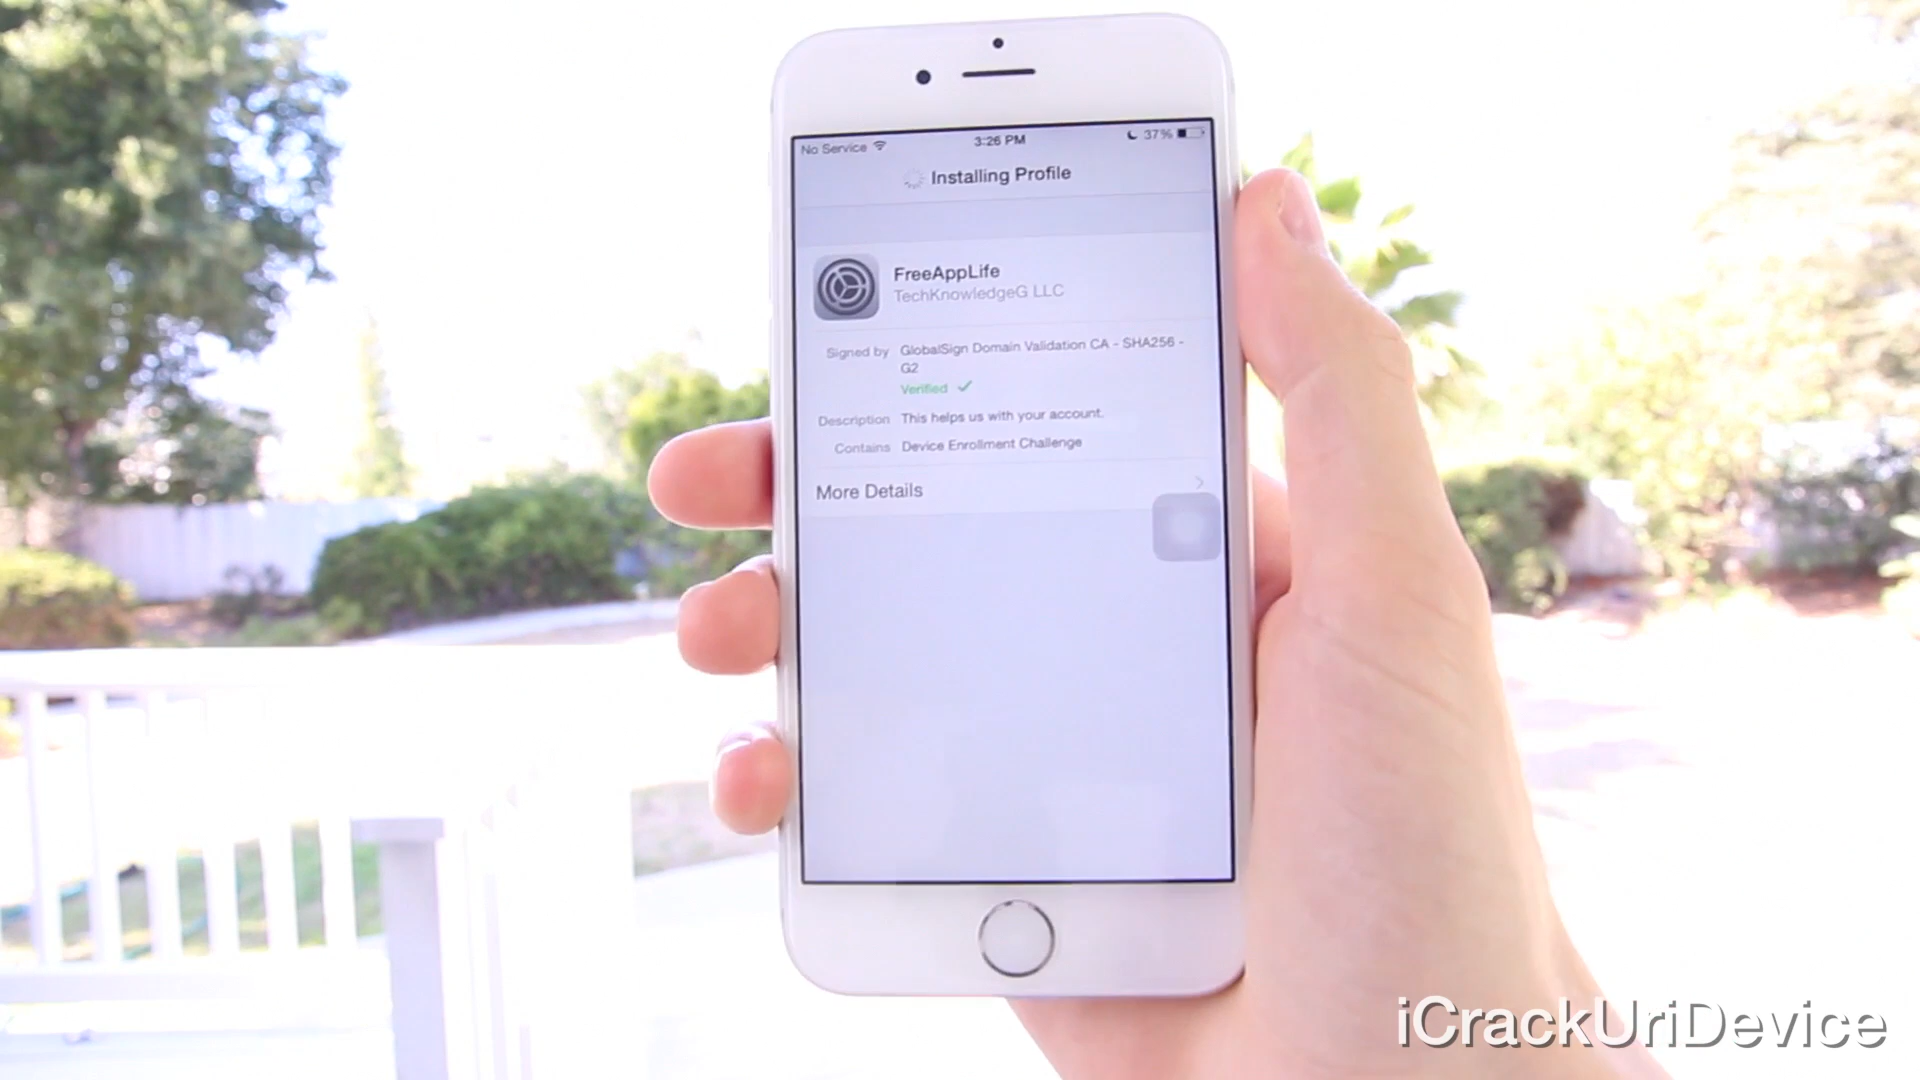 No Service
3:26 PM
37%
Installing Profile
FreeAppLife
TechKnowledgeG LLC
Signed by GlobalSign Domain Validation CA - SHA256 -
G2
Verified
Description This helps us with your account.
Contains Device Enrollment Challenge
More Details
iCrackUriDevice